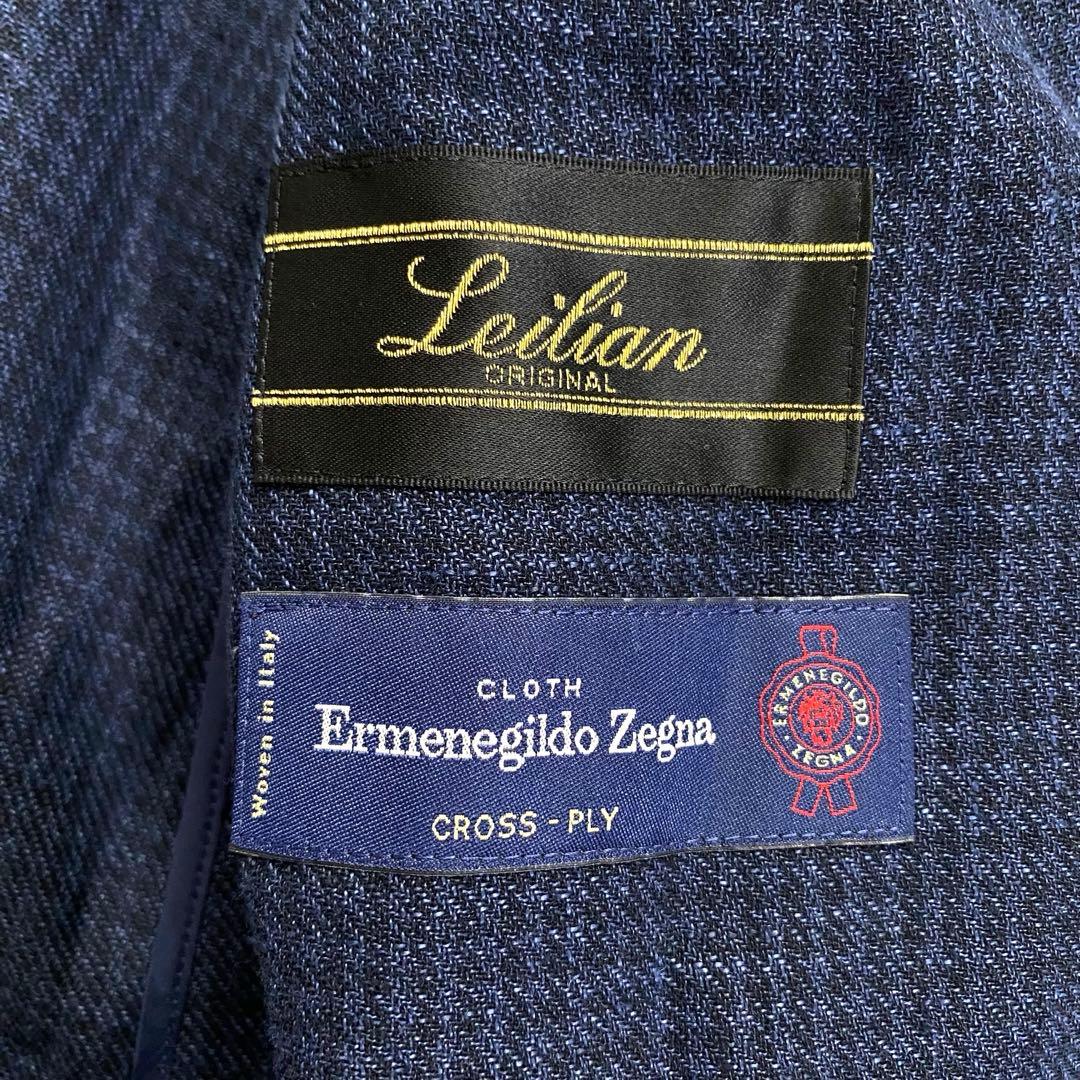 Leilian
ORIGINAL
Woven in Italy
CLOTH
Ermenegildo Zegna
CROSS-PLY
ERMENEGILDO
ZEGNA